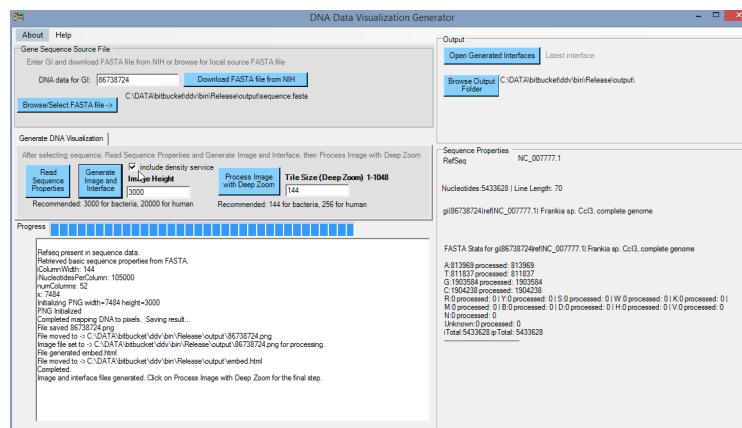 DNA Data Visualization Generator
About Help
Gene Sequence Source File
Enter GI and download FASTA file from NIH or browse for local source FASTA file
DNA data for GI: 86738724 Download FASTA file from NIH
Browse/Select FASTA file -> C:\DATA\bitbucket\ddv\bin\Release\output\sequence.fasta
Generate DNA Visualization
After selecting sequence, Read Sequence Properties and Generate Image and Interface, then Process Image with Deep Zoom
Read Sequence Properties
Generate Image and Interface
include density service
Image Height
3000
Process Image with Deep Zoom
Tile Size (Deep Zoom) 1-1048
144
Recommended: 3000 for bacteria, 20000 for human
Recommended: 144 for bacteria, 256 for human
Progress
Refseq present in sequence data.
Retrieved basic sequence properties from FASTA.
iColumnWidth: 144
iNucleotidesPerColumn: 105000
numColumns: 52
x: 7484
Initializing PNG width=7484 height=3000
PNG Initialized
Completed mapping DNA to pixels. Saving result...
File saved 86738724.png
File moved to -> C:\DATA\bitbucket\ddv\bin\Release\output\86738724.png
Image file set to -> C:\DATA\bitbucket\ddv\bin\Release\output\86738724.png for processing.
File generated embed.html
File moved to -> C:\DATA\bitbucket\ddv\bin\Release\output\embed.html
Completed.
Image and interface files generated. Click on Process Image with Deep Zoom for the final step.
Output
Open Generated Interfaces Latest interface
Browse Output Folder
C:\DATA\bitbucket\ddv\bin\Release\output\
Sequence Properties
RefSeq NC_007777.1
Nucleotides:5433628 | Line Length: 70
gi|86738724|ref|NC_007777.1| Frankia sp. CcI3, complete genome
FASTA Stats for gi|86738724|ref|NC_007777.1| Frankia sp. CcI3, complete genome
A:813969 processed: 813969
T:811837 processed: 811837
G:1903584 processed: 1903584
C:1904238 processed: 1904238
R:0 processed: 0 | Y:0 processed: 0 | S:0 processed: 0 | W:0 processed: 0 | K:0 processed: 0 |
M:0 processed: 0 | B:0 processed: 0 | D:0 processed: 0 | H:0 processed: 0 | V:0 processed: 0
N:0 processed: 0
Unknown:0 processed: 0
iTotal:5433628 ipTotal: 5433628